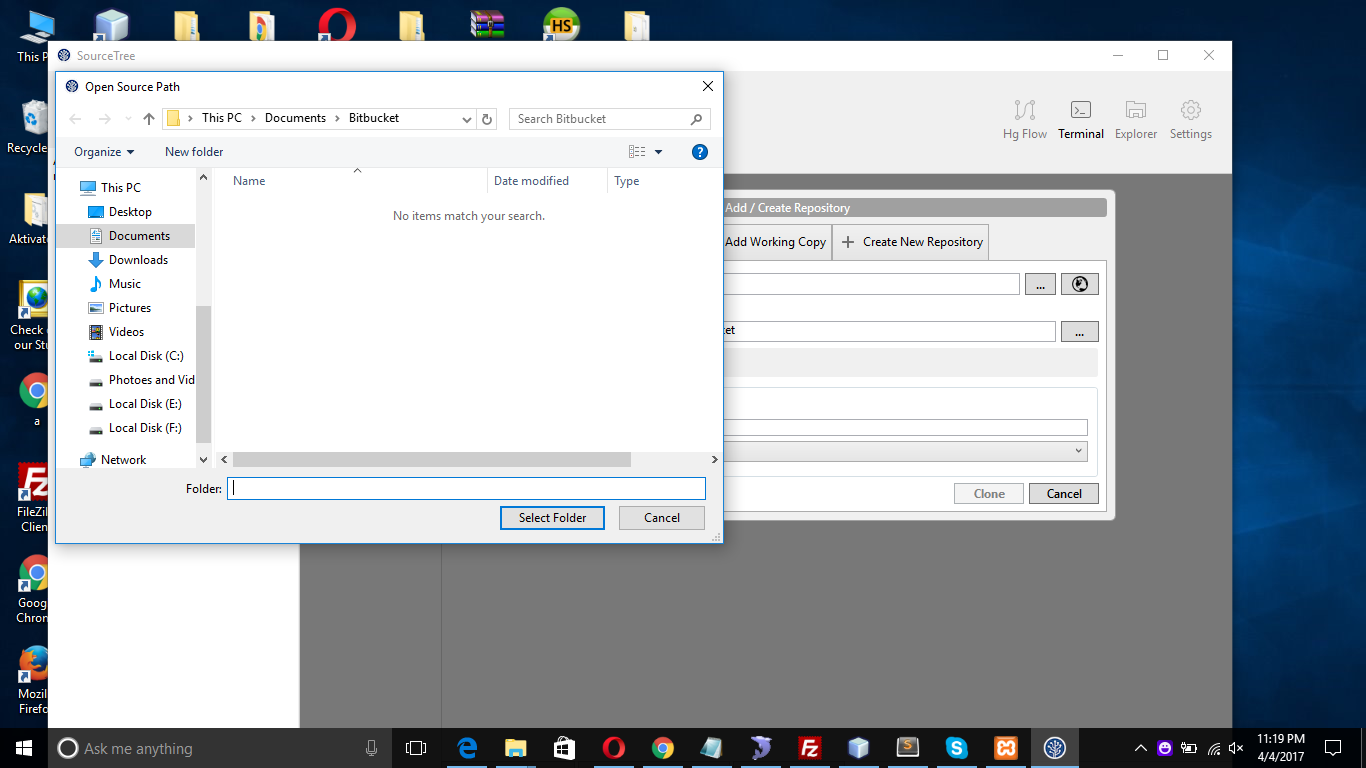 This P
HS
SourceTree
Open Source Path
This PC
Documents
Bitbucket
Search Bitbucket
Organize
New folder
?
Name
Date modified
Type
No items match your search.
This PC
Desktop
Documents
Downloads
Music
Pictures
Videos
Local Disk (C:)
Photoes and Vid
Local Disk (E:)
Local Disk (F:)
Network
Folder:
Select Folder
Cancel
Hg Flow
Terminal
Explorer
Settings
Add / Create Repository
Add Working Copy
Create New Repository
...
ket
...
Clone
Cancel
Recycle
Aktivat
Check
our Stu
a
Fz
FileZil
Clien
Goog
Chron
Mozil
Firefo
Ask me anything
Fz
S
S
11:19 PM
4/4/2017